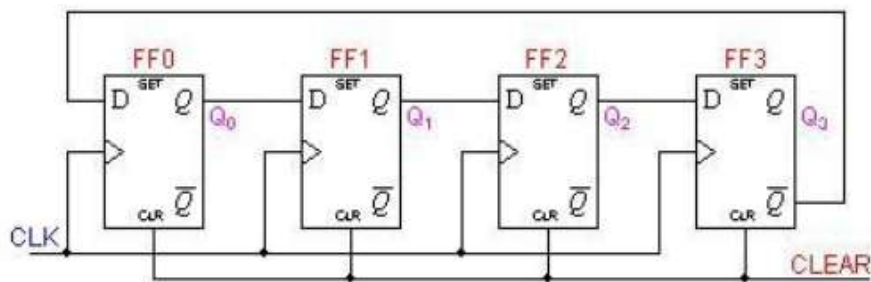 FF0 FF1 FF2 FF3
SET SET SET SET
D Q Q0 D Q Q1 D Q Q2 D Q Q3
CLR Q̅ CLR Q̅ CLR Q̅ CLR Q̅
CLK
CLEAR